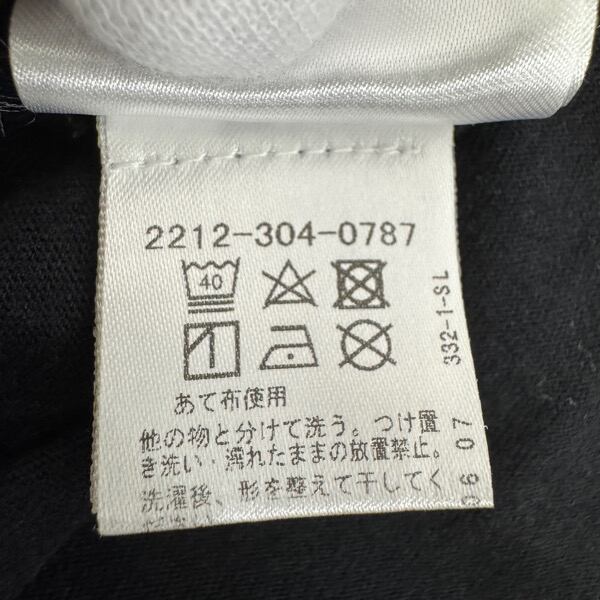 2212-304-0787
40
あて布使用
他の物と分けて洗う。つけ置
き洗い・濡れたままの放置禁止。
洗濯後、形を整えて干してく
332-1-SL
06 07